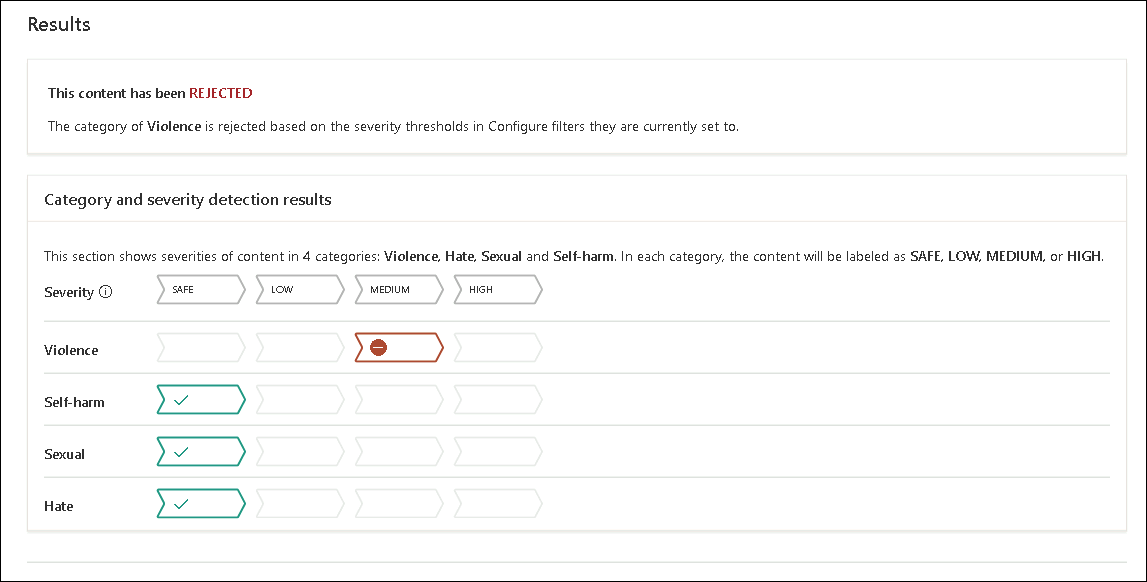 Results
This content has been REJECTED
The category of Violence is rejected based on the severity thresholds in Configure filters they are currently set to.
Category and severity detection results
This section shows severities of content in 4 categories: Violence, Hate, Sexual and Self-harm. In each category, the content will be labeled as SAFE, LOW, MEDIUM, or HIGH.
Severity SAFE LOW MEDIUM HIGH
Violence
Self-harm
Sexual
Hate